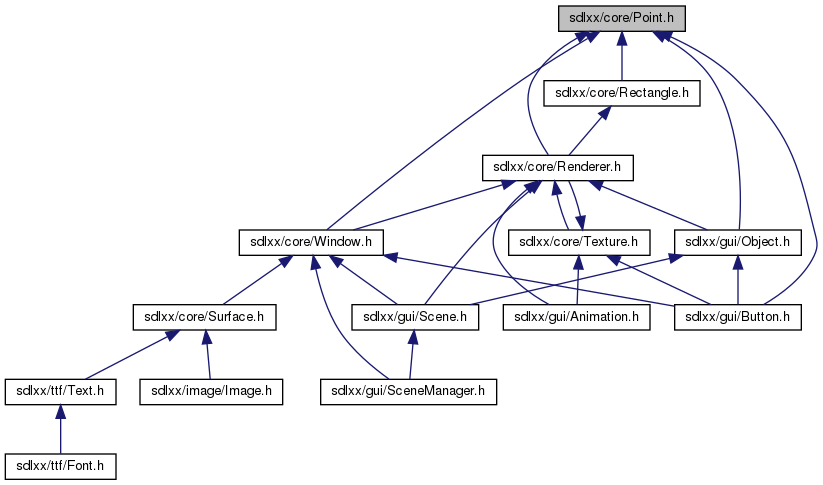 sdlxx/core/Point.h
sdlxx/core/Rectangle.h
sdlxx/core/Renderer.h
sdlxx/core/Window.h
sdlxx/core/Texture.h
sdlxx/gui/Object.h
sdlxx/core/Surface.h
sdlxx/gui/Scene.h
sdlxx/gui/Animation.h
sdlxx/gui/Button.h
sdlxx/ttf/Text.h
sdlxx/image/Image.h
sdlxx/gui/SceneManager.h
sdlxx/ttf/Font.h